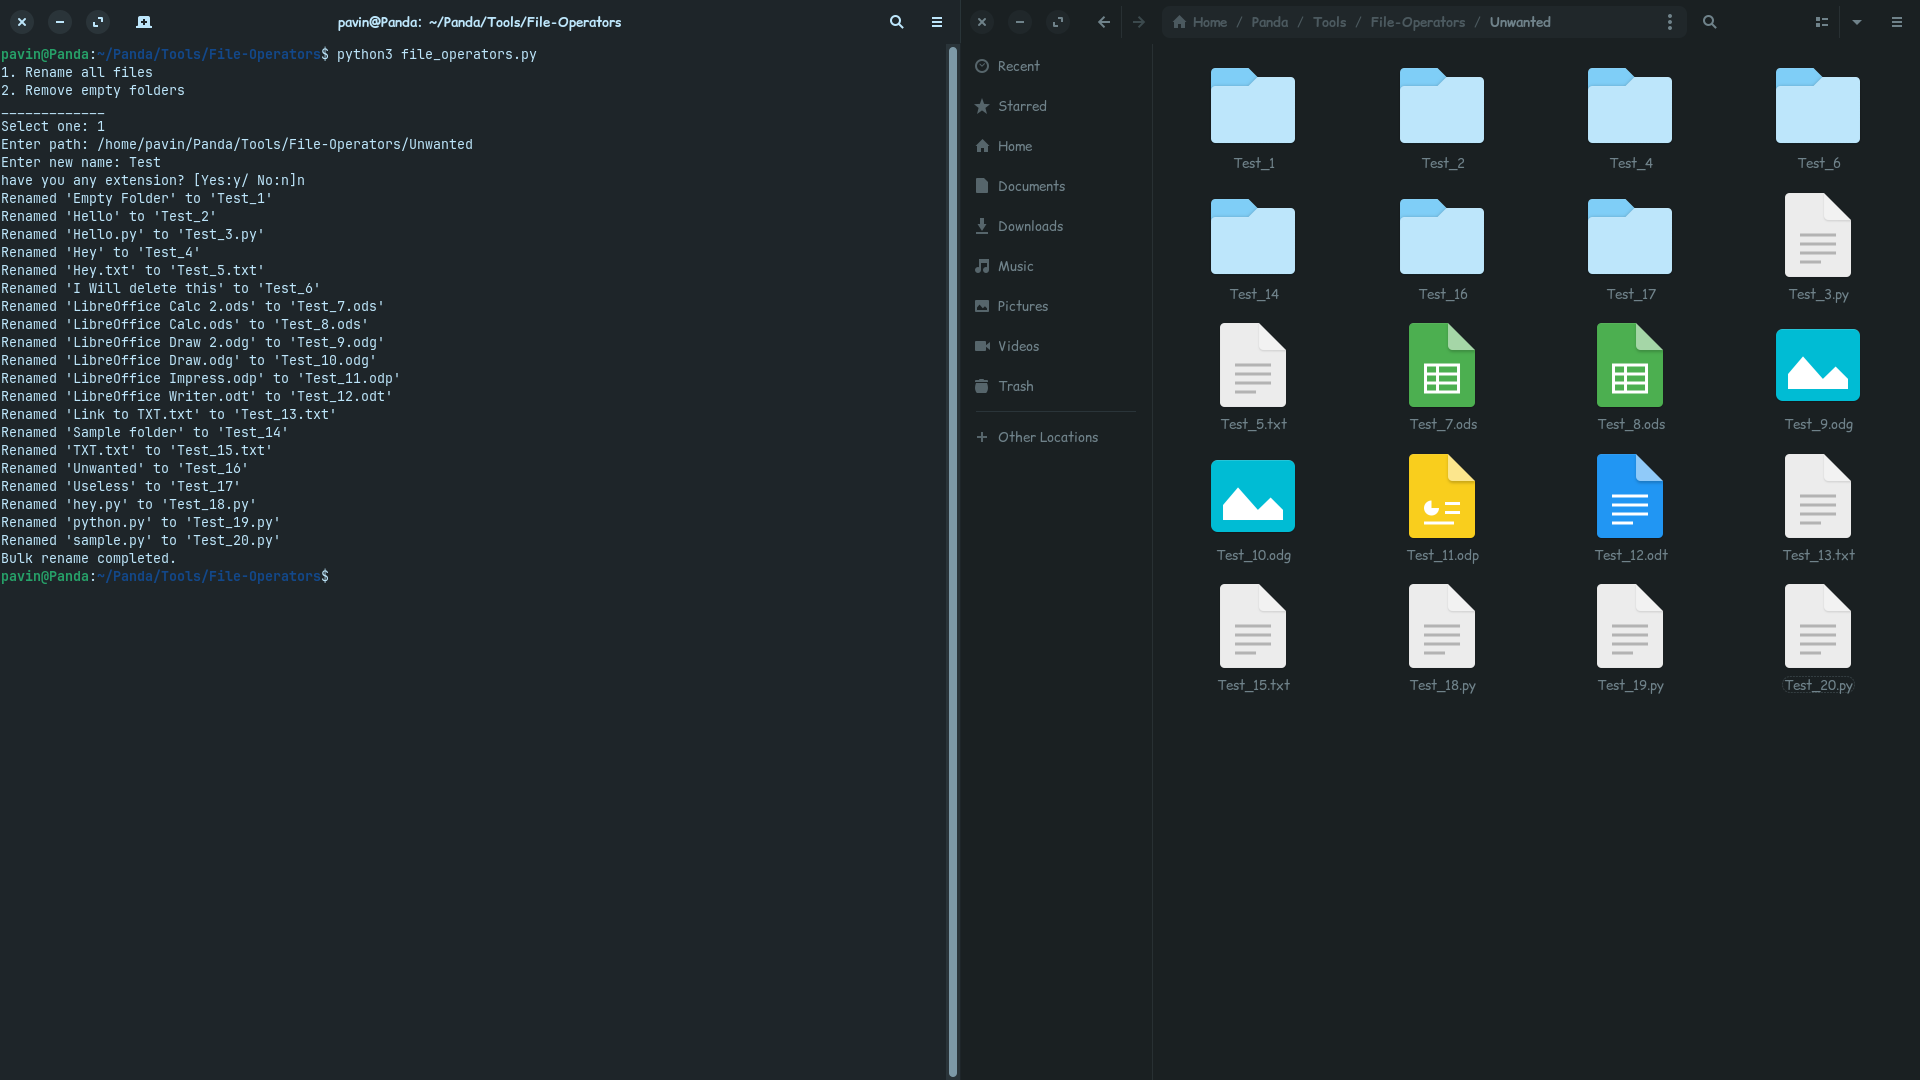 pavin@Panda: ~/Panda/Tools/File-Operators
pavin@Panda:~/Panda/Tools/File-Operators$ python3 file_operators.py
1. Rename all files
2. Remove empty folders
_____________
Select one: 1
Enter path: /home/pavin/Panda/Tools/File-Operators/Unwanted
Enter new name: Test
have you any extension? [Yes:y/ No:n]n
Renamed 'Empty Folder' to 'Test_1'
Renamed 'Hello' to 'Test_2'
Renamed 'Hello.py' to 'Test_3.py'
Renamed 'Hey' to 'Test_4'
Renamed 'Hey.txt' to 'Test_5.txt'
Renamed 'I Will delete this' to 'Test_6'
Renamed 'LibreOffice Calc 2.ods' to 'Test_7.ods'
Renamed 'LibreOffice Calc.ods' to 'Test_8.ods'
Renamed 'LibreOffice Draw 2.odg' to 'Test_9.odg'
Renamed 'LibreOffice Draw.odg' to 'Test_10.odg'
Renamed 'LibreOffice Impress.odp' to 'Test_11.odp'
Renamed 'LibreOffice Writer.odt' to 'Test_12.odt'
Renamed 'Link to TXT.txt' to 'Test_13.txt'
Renamed 'Sample folder' to 'Test_14'
Renamed 'TXT.txt' to 'Test_15.txt'
Renamed 'Unwanted' to 'Test_16'
Renamed 'Useless' to 'Test_17'
Renamed 'hey.py' to 'Test_18.py'
Renamed 'python.py' to 'Test_19.py'
Renamed 'sample.py' to 'Test_20.py'
Bulk rename completed.
pavin@Panda:~/Panda/Tools/File-Operators$
Home / Panda / Tools / File-Operators / Unwanted
Recent
Starred
Home
Documents
Downloads
Music
Pictures
Videos
Trash
Other Locations
Test_1 Test_2 Test_4 Test_6
Test_14 Test_16 Test_17 Test_3.py
Test_5.txt Test_7.ods Test_8.ods Test_9.odg
Test_10.odg Test_11.odp Test_12.odt Test_13.txt
Test_15.txt Test_18.py Test_19.py Test_20.py